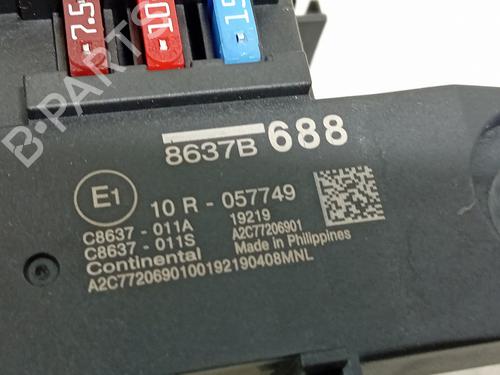 7.5
10
15
B-PARTS
8637B 688
E1
10 R - 057749
C8637 - 011A 19219
C8637 - 011S A2C77206901
Continental Made in Philippines
A2C7720690100192190408MNL